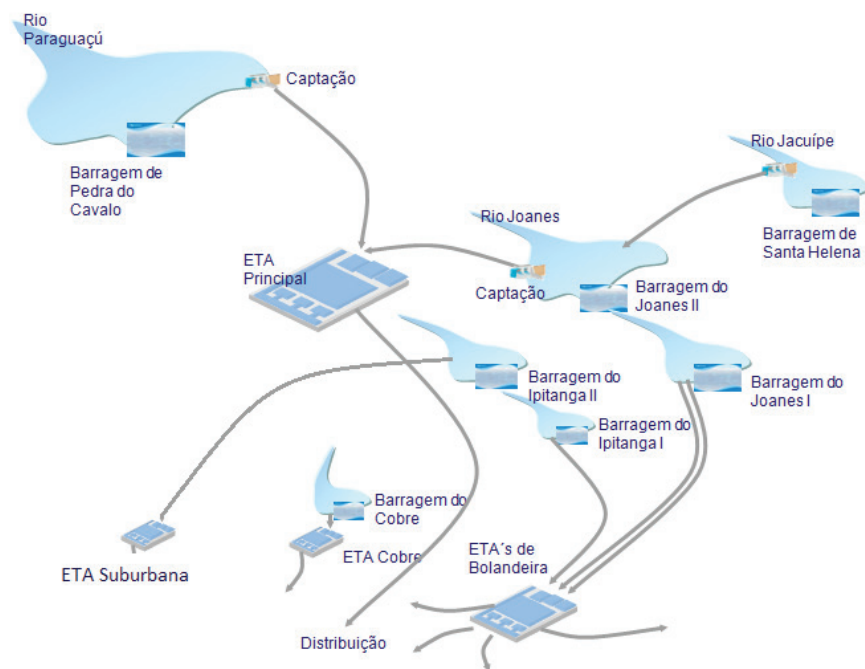 Rio
Paraguaçú
Captação
Barragem de
Pedra do
Cavalo
Rio Jacuípe
Barragem de
Santa Helena
Rio Joanes
ETA
Principal
Captação
Barragem do
Joanes II
Barragem do
Ipitanga II
Barragem do
Joanes I
Barragem do
Ipitanga I
Barragem do
Cobre
ETA Cobre
ETA´s de
Bolandeira
ETA Suburbana
Distribuição